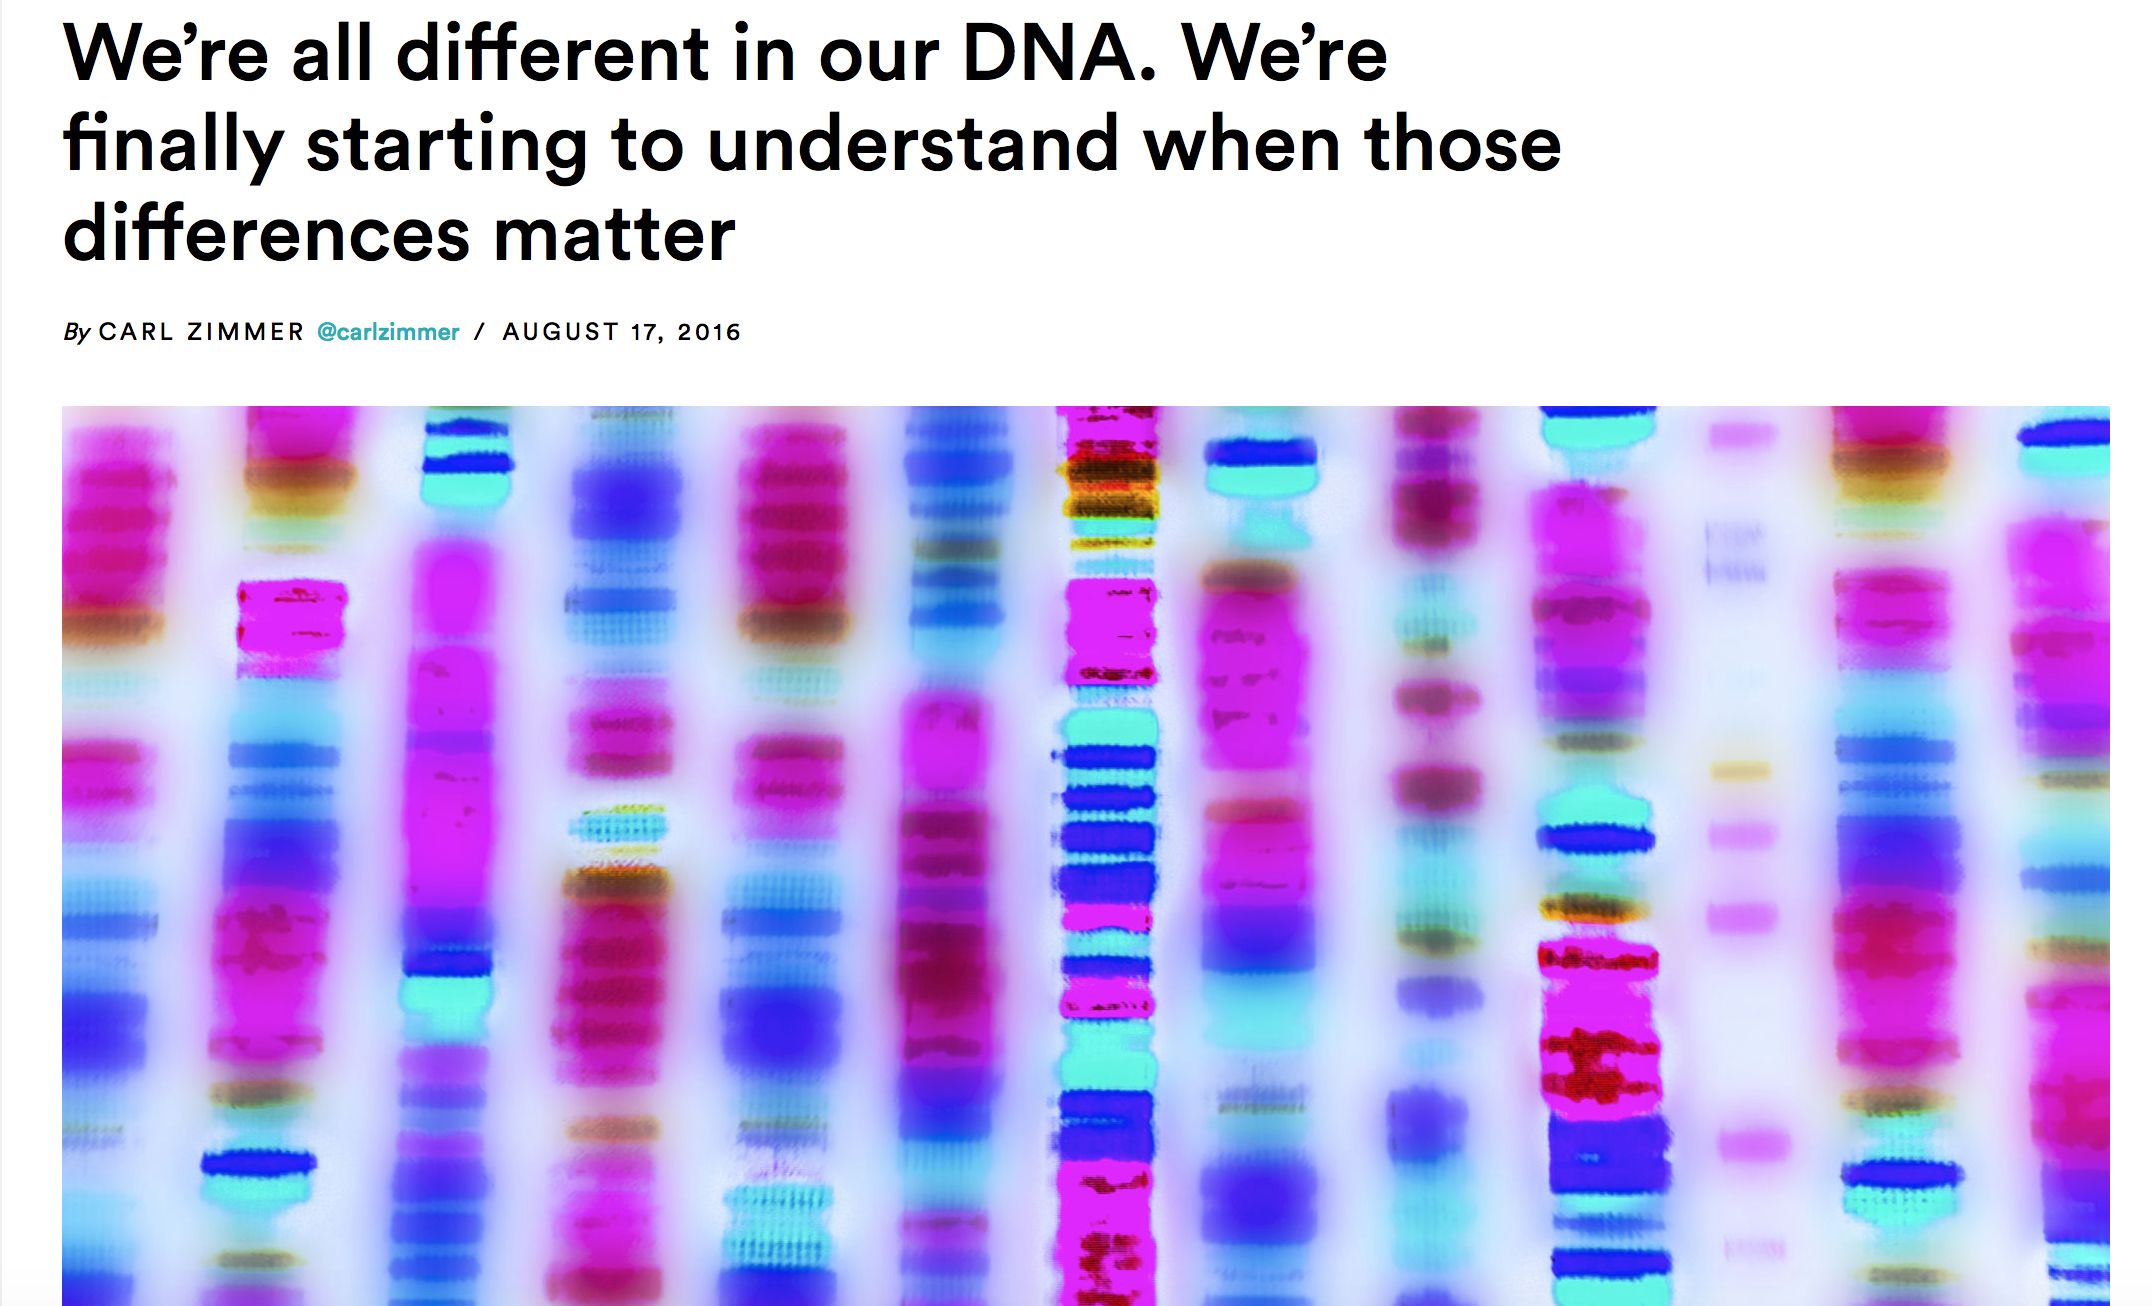 We’re all different in our DNA. We’re
finally starting to understand when those
differences matter
By CARL ZIMMER @carlzimmer / AUGUST 17, 2016